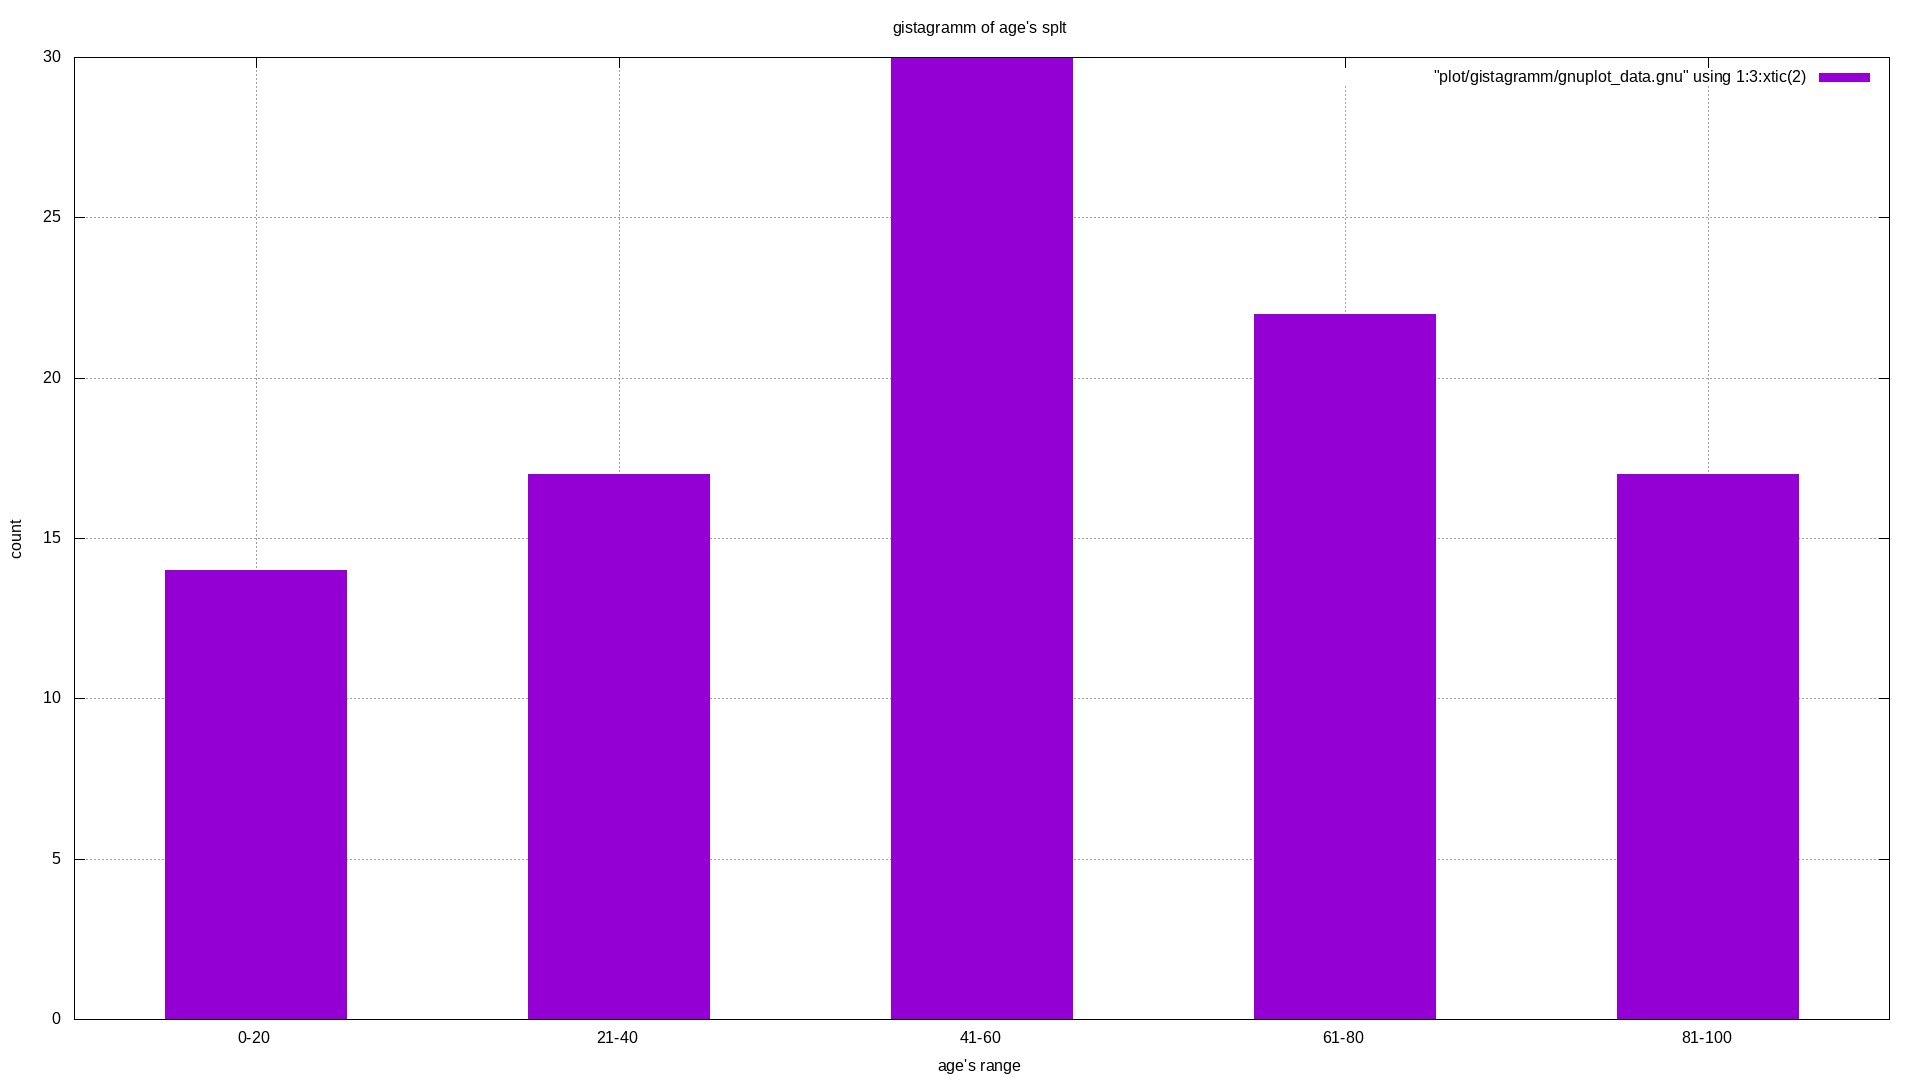 gistagramm of age's splt
"plot/gistagramm/gnuplot_data.gnu" using 1:3:xtic(2)
30
25
20
15
10
5
0
count
0-20 21-40 41-60 61-80 81-100
age's range